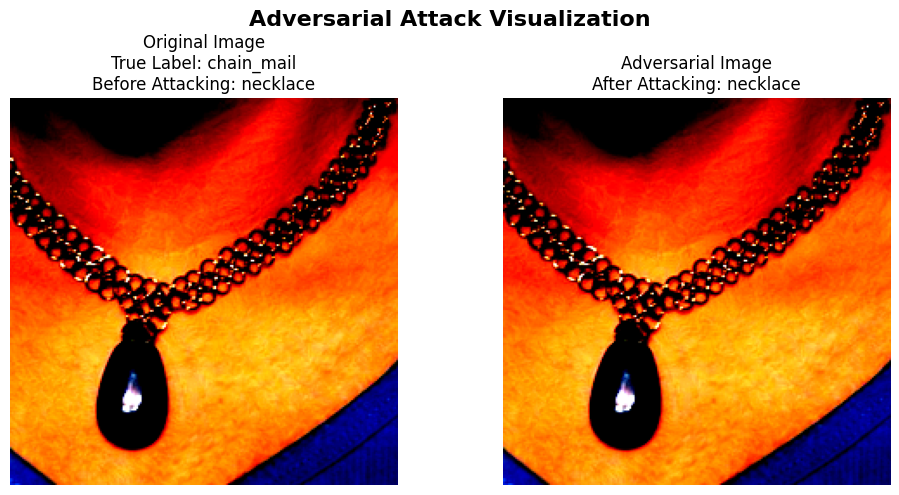 Adversarial Attack Visualization
Original Image
True Label: chain_mail
Before Attacking: necklace
Adversarial Image
After Attacking: necklace